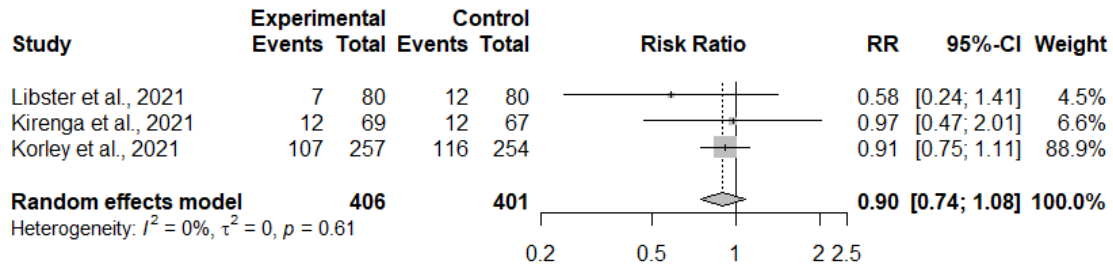 Experimental Control
Study Events Total Events Total Risk Ratio RR 95%-CI Weight
Libster et al., 2021 7 80 12 80 0.58 [0.24; 1.41] 4.5%
Kirenga et al., 2021 12 69 12 67 0.97 [0.47; 2.01] 6.6%
Korley et al., 2021 107 257 116 254 0.91 [0.75; 1.11] 88.9%
Random effects model 406 401 0.90 [0.74; 1.08] 100.0%
Heterogeneity: I² = 0%, τ² = 0, p = 0.61
0.2 0.5 1 2 2.5